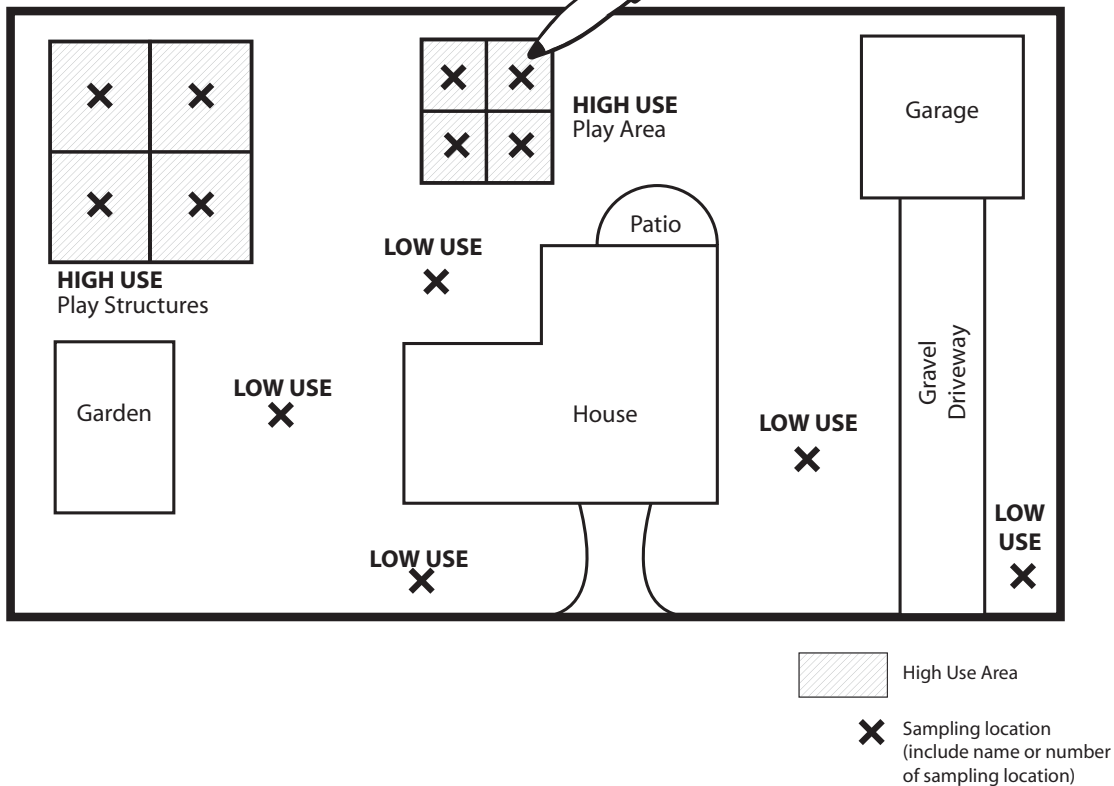 HIGH USE
Play Area
Garage
Patio
LOW USE
HIGH USE
Play Structures
Gravel
Driveway
LOW USE
Garden
House
LOW USE
LOW
USE
LOW USE
High Use Area
Sampling location
(include name or number
of sampling location)